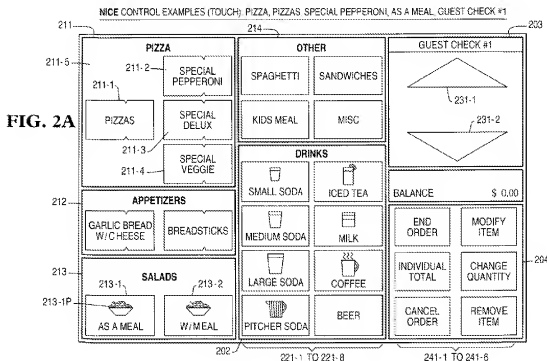 NICE CONTROL EXAMPLES (TOUCH): PIZZA, PIZZAS, SPECIAL PEPPERONI, AS A MEAL, GUEST CHECK #1
211
214
203
PIZZA
211-5
211-2
SPECIAL
PEPPERONI
211-1
PIZZAS
SPECIAL
DELUX
211-3
211-4
SPECIAL
VEGGIE
FIG. 2A
OTHER
SPAGHETTI
SANDWICHES
KIDS MEAL
MISC
GUEST CHECK #1
231-1
231-2
BALANCE $ 0.00
212
APPETIZERS
GARLIC BREAD
W/CHEESE
BREADSTICKS
DRINKS
SMALL SODA
ICED TEA
MEDIUM SODA
MILK
LARGE SODA
COFFEE
PITCHER SODA
BEER
213
SALADS
213-1
213-2
213-1P
AS A MEAL
W/MEAL
END
ORDER
MODIFY
ITEM
INDIVIDUAL
TOTAL
CHANGE
QUANTITY
204
CANCEL
ORDER
REMOVE
ITEM
202
221-1 TO 221-8
241-1 TO 241-6